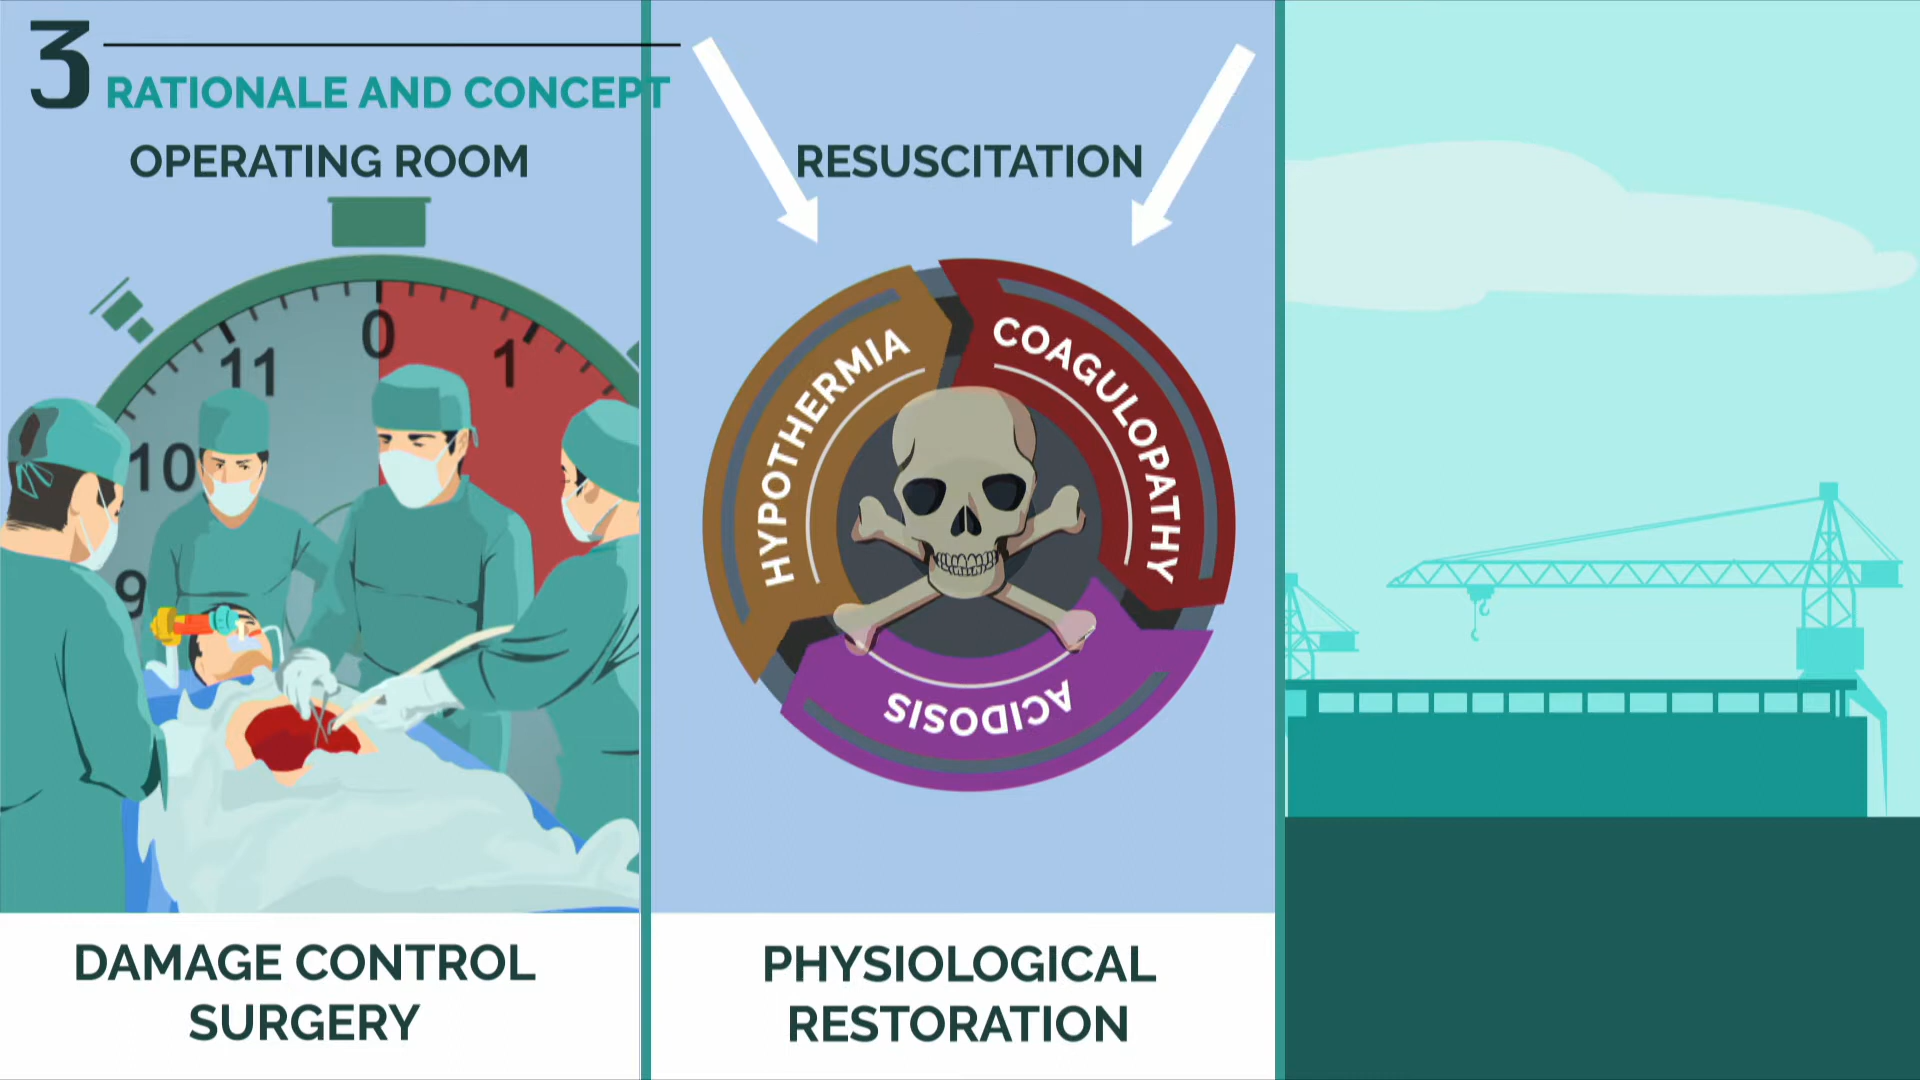 3
RATIONALE AND CONCEPT
OPERATING ROOM
11
0
1
10
9
DAMAGE CONTROL
SURGERY
RESUSCITATION
HYPOTHERMIA
COAGULOPATHY
ACIDOSIS
PHYSIOLOGICAL
RESTORATION